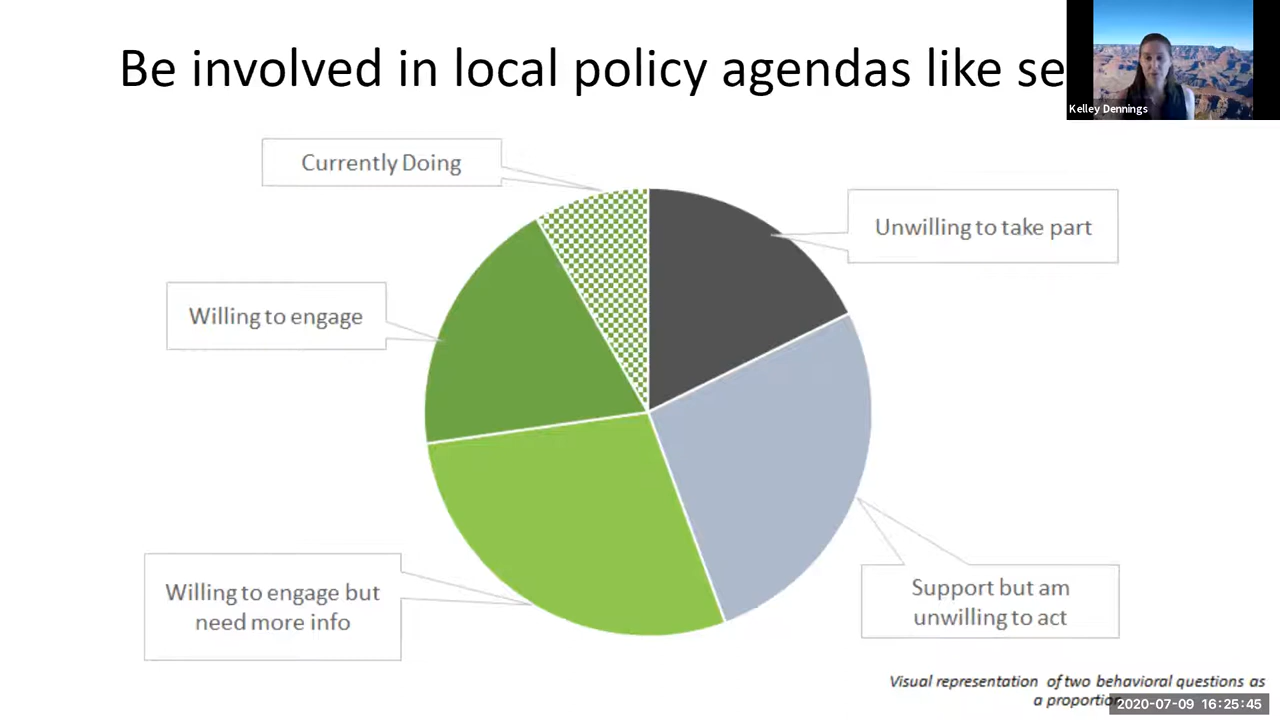 Be involved in local policy agendas like se
Kelley Dennings
Currently Doing
Unwilling to take part
Willing to engage
Willing to engage but
need more info
Support but am
unwilling to act
Visual representation of two behavioral questions as
a proportion
2020-07-09 16:25:45